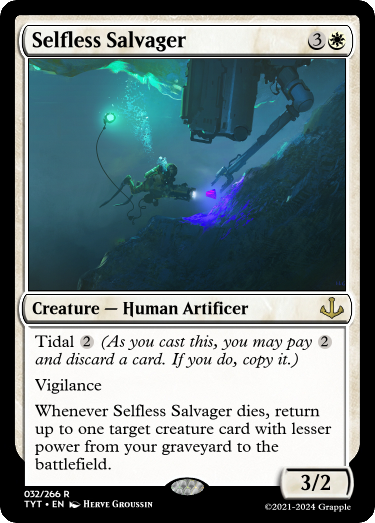 Selfless Salvager 3
Creature — Human Artificer
Tidal 2 (As you cast this, you may pay 2
and discard a card. If you do, copy it.)
Vigilance
Whenever Selfless Salvager dies, return
up to one target creature card with lesser
power from your graveyard to the
battlefield.
3/2
032/266 R
TYT • EN Herve Groussin
©2021-2024 Grapple